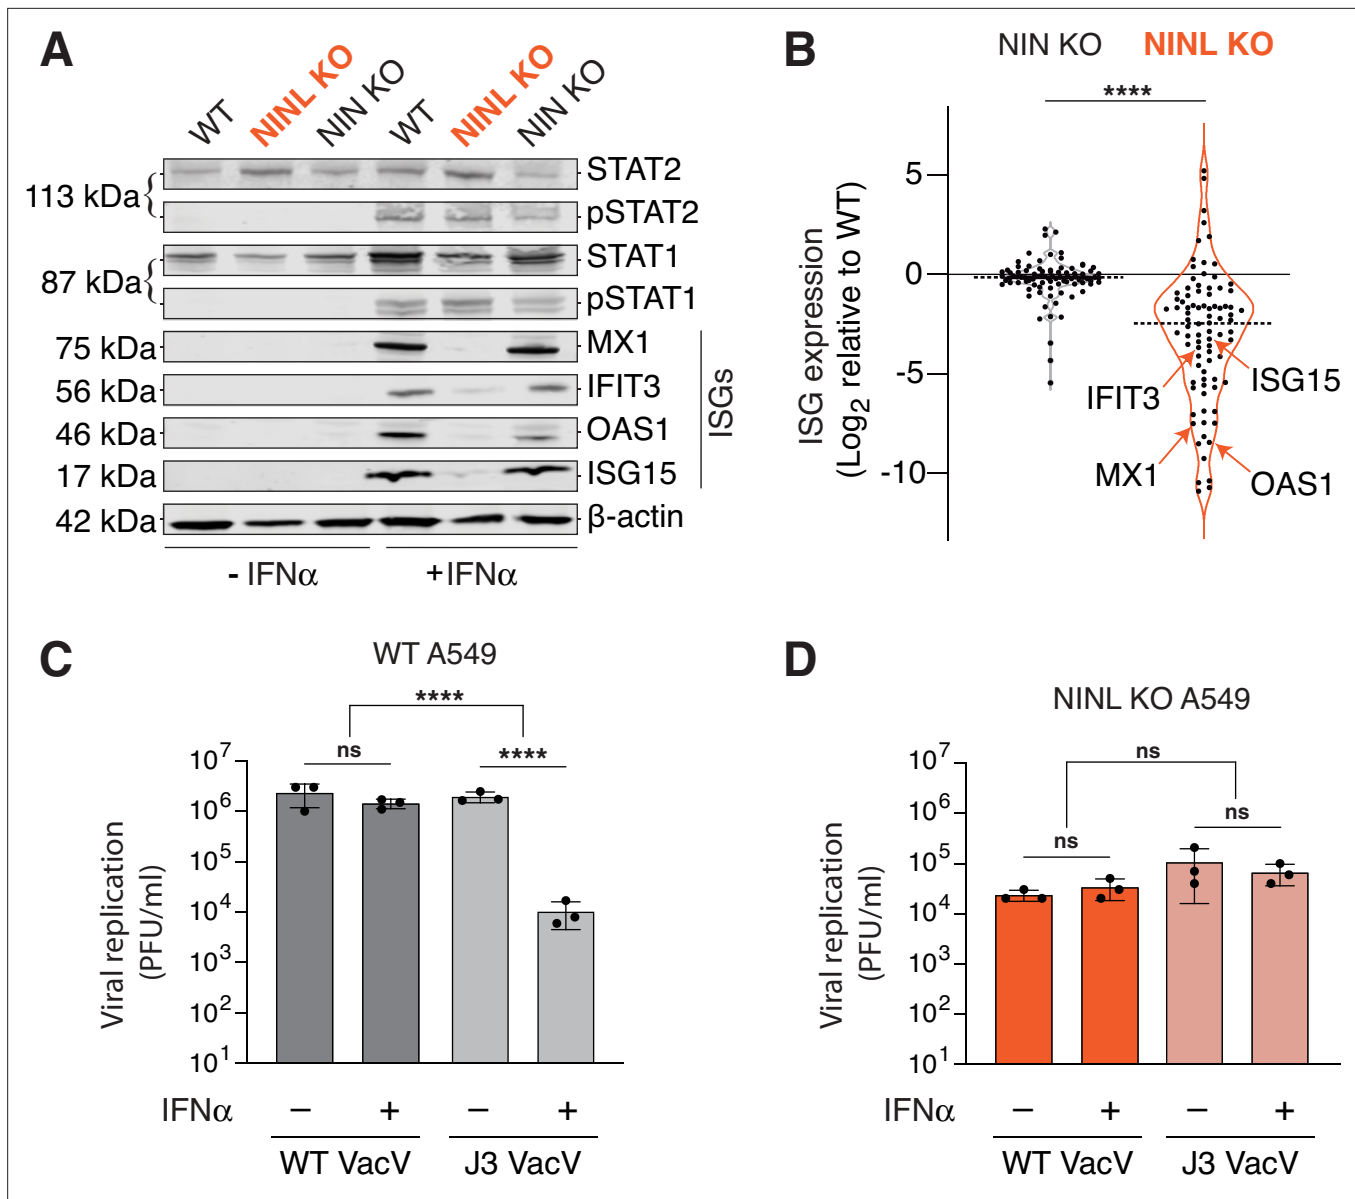 A
WT
NINL KO
NIN KO
WT
NINL KO
NIN KO
113 kDa
STAT2
pSTAT2
87 kDa
STAT1
pSTAT1
75 kDa
MX1
56 kDa
IFIT3
46 kDa
OAS1
17 kDa
ISG15
ISGs
42 kDa
β-actin
- IFNα
+IFNα
B
NIN KO
NINL KO
****
ISG expression
(Log2 relative to WT)
5
0
-5
-10
IFIT3
ISG15
MX1
OAS1
C
WT A549
****
ns
****
Viral replication
(PFU/ml)
10^7
10^6
10^5
10^4
10^3
10^2
10^1
IFNα
–
+
–
+
WT VacV
J3 VacV
D
NINL KO A549
ns
ns
ns
Viral replication
(PFU/ml)
10^7
10^6
10^5
10^4
10^3
10^2
10^1
IFNα
–
+
–
+
WT VacV
J3 VacV